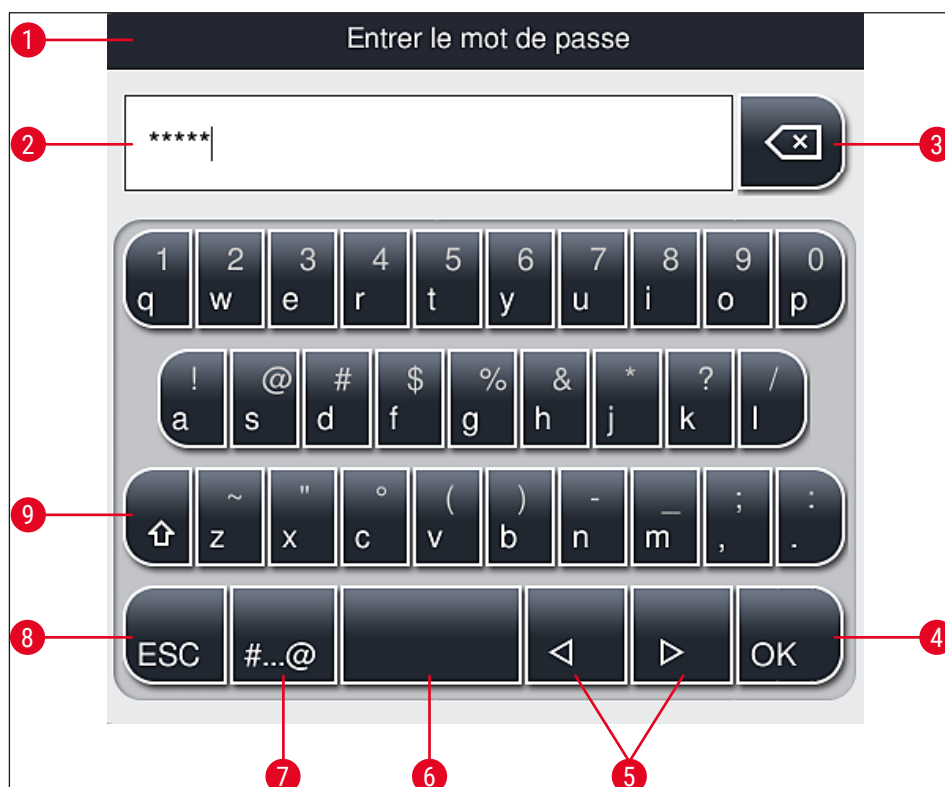 1 Entrer le mot de passe
2 ***** 3
1 2 3 4 5 6 7 8 9 0
q w e r t y u i o p
! @ # $ % & * ? /
a s d f g h j k l
~ " ° ( ) - _ ; :
9 z x c v b n m , .
8 ESC #...@ OK 4
7 6 5